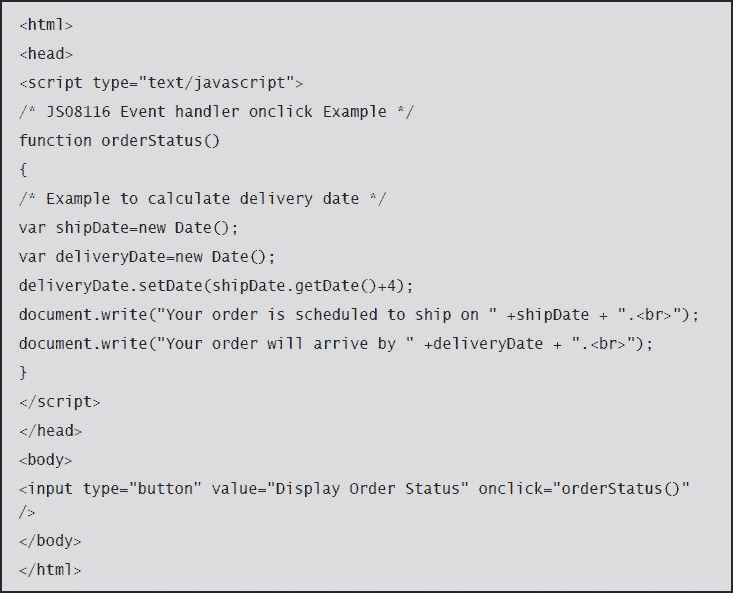 <html>
<head>
<script type="text/javascript">
/* JSO8116 Event handler onclick Example */
function orderStatus()
{
/* Example to calculate delivery date */
var shipDate=new Date();
var deliveryDate=new Date();
deliveryDate.setDate(shipDate.getDate()+4);
document.write("Your order is scheduled to ship on " +shipDate + ".<br>");
document.write("Your order will arrive by " +deliveryDate + ".<br>");
}
</script>
</head>
<body>
<input type="button" value="Display Order Status" onclick="orderStatus()"
/>
</body>
</html>